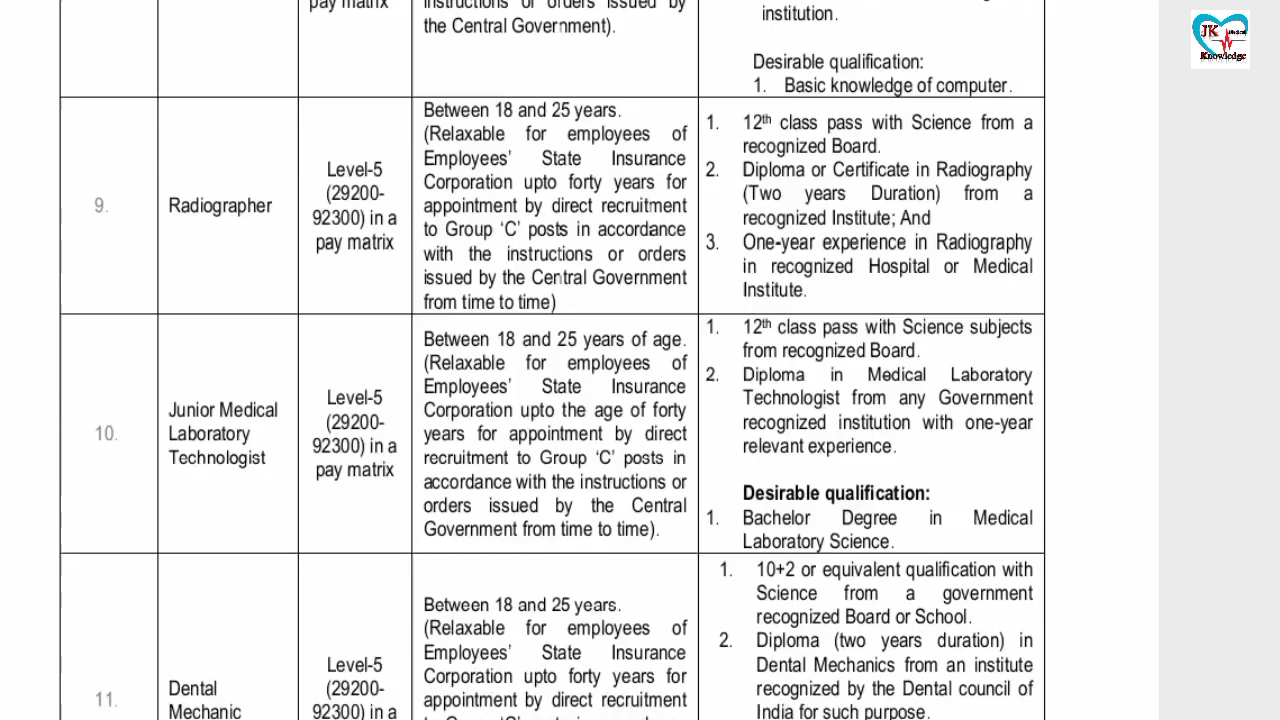 pay matrix
instructions or orders issued by
the Central Government).
institution.
Desirable qualification:
1. Basic knowledge of computer.
9.
Radiographer
Level-5
(29200-
92300) in a
pay matrix
Between 18 and 25 years.
(Relaxable for employees of
Employees' State Insurance
Corporation upto forty years for
appointment by direct recruitment
to Group 'C' posts in accordance
with the instructions or orders
issued by the Central Government
from time to time)
1. 12th class pass with Science from a
recognized Board.
2. Diploma or Certificate in Radiography
(Two years Duration) from a
recognized Institute; And
3. One-year experience in Radiography
in recognized Hospital or Medical
Institute.
10.
Junior Medical
Laboratory
Technologist
Level-5
(29200-
92300) in a
pay matrix
Between 18 and 25 years of age.
(Relaxable for employees of
Employees' State Insurance
Corporation upto the age of forty
years for appointment by direct
recruitment to Group 'C' posts in
accordance with the instructions or
orders issued by the Central
Government from time to time).
1. 12th class pass with Science subjects
from recognized Board.
2. Diploma in Medical Laboratory
Technologist from any Government
recognized institution with one-year
relevant experience.
Desirable qualification:
1. Bachelor Degree in Medical
Laboratory Science.
11.
Dental
Mechanic
Level-5
(29200-
92300) in a
Between 18 and 25 years.
(Relaxable for employees of
Employees' State Insurance
Corporation upto forty years for
appointment by direct recruitment
1. 10+2 or equivalent qualification with
Science from a government
recognized Board or School.
2. Diploma (two years duration) in
Dental Mechanics from an institute
recognized by the Dental council of
India for such purpose.
JK Medical
Knowledge